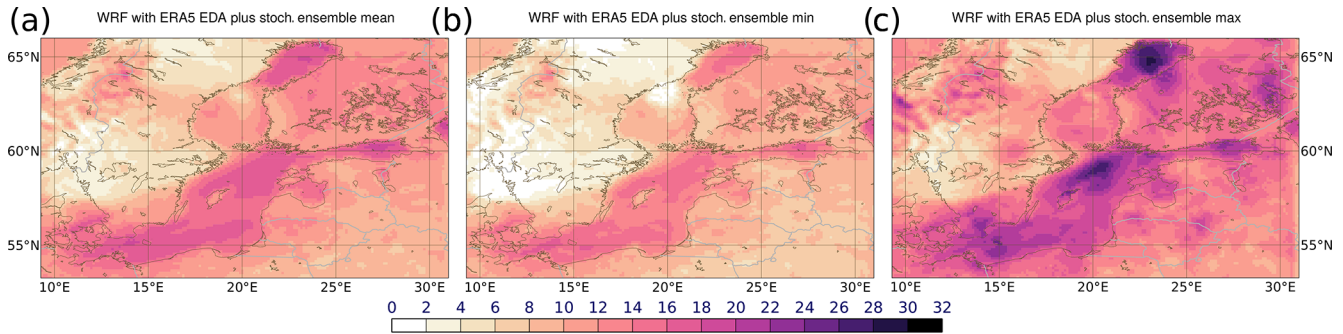 (a) WRF with ERA5 EDA plus stoch. ensemble mean
(b) WRF with ERA5 EDA plus stoch. ensemble min
(c) WRF with ERA5 EDA plus stoch. ensemble max
65°N 65°N
60°N 60°N
55°N 55°N
10°E 15°E 20°E 25°E 30°E 10°E 15°E 20°E 25°E 30°E 10°E 15°E 20°E 25°E 30°E
0 2 4 6 8 10 12 14 16 18 20 22 24 26 28 30 32